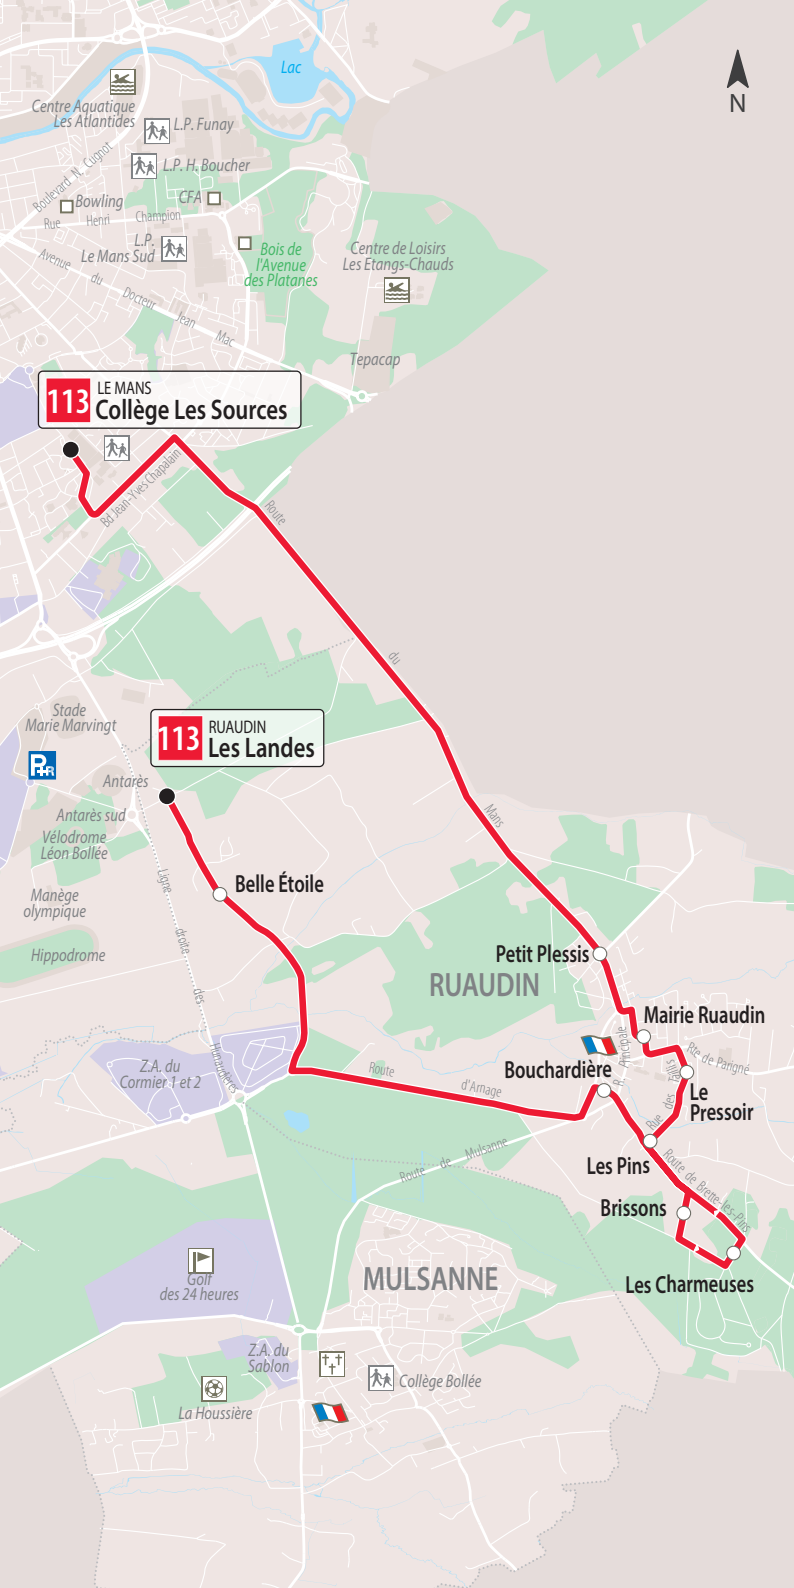 Lac
N
Centre Aquatique
Les Atlantides
L.P. Funay
L.P. H. Boucher
Boulevard N. Cugnot
Bowling
CFA
Rue Henri Champion
L.P.
Le Mans Sud
Bois de
l'Avenue
des Platanes
Centre de Loisirs
Les Etangs-Chauds
Avenue du Docteur Jean Mac
Tepacap
113
LE MANS
Collège Les Sources
Bd Jean-Yves Chapalain
Route du Mans
Stade
Marie Marvingt
113
RUAUDIN
Les Landes
P+R
Antarès
Antarès sud
Vélodrome
Léon Bollée
Belle Étoile
Manège
olympique
Ligne droite des Hunaudières
Hippodrome
Petit Plessis
RUAUDIN
Mairie Ruaudin
R. Principale
Rte de Parigné
Z.A. du
Cormier 1 et 2
Route d'Arnage
Bouchardière
Le
Pressoir
Rue des
Route de Mulsanne
Les Pins
Route de Brette-les-Pins
Brissons
Golf
des 24 heures
MULSANNE
Les Charmeuses
Z.A. du
Sablon
Collège Bollée
La Houssière